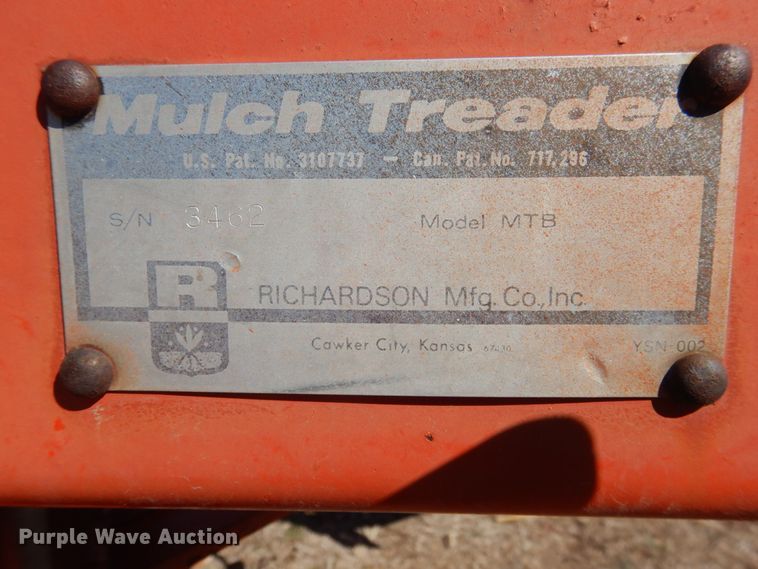 Mulch Treader
U.S. Pat. No. 3107737 – Can. Pat. No. 717,296
S/N 3462 Model MTB
R RICHARDSON Mfg. Co., Inc
Cawker City, Kansas 67430
YSN-002
Purple Wave Auction®